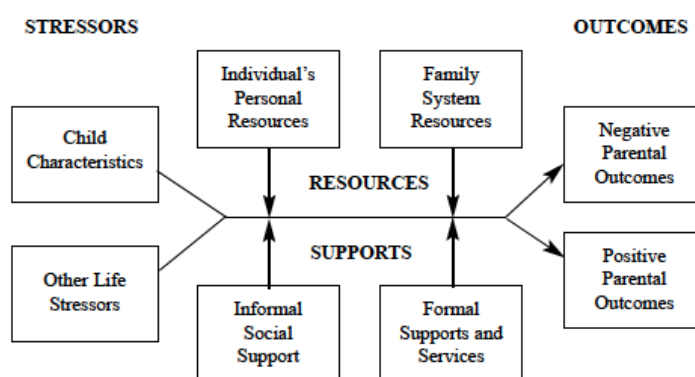 STRESSORS
OUTCOMES
Individual's
Personal
Resources
Family
System
Resources
Child
Characteristics
Negative
Parental
Outcomes
RESOURCES
SUPPORTS
Other Life
Stressors
Positive
Parental
Outcomes
Informal
Social
Support
Formal
Supports and
Services